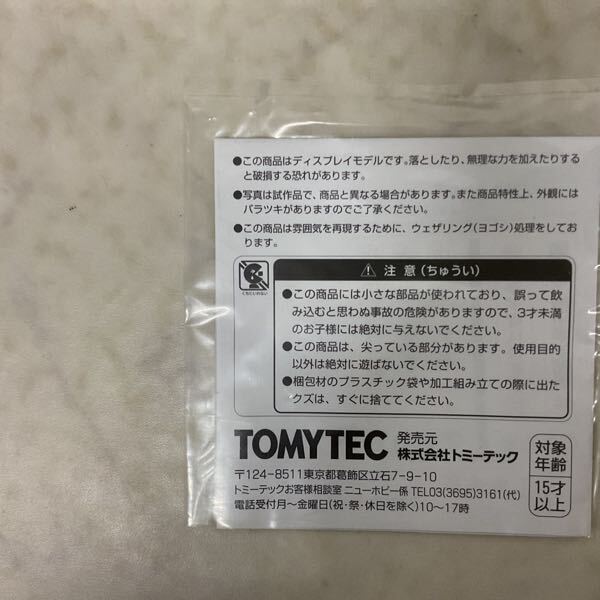 ●この商品はディスプレイモデルです。落としたり、無理な力を加えたりする
と破損する恐れがあります。
●写真は試作品で、商品と異なる場合があります。また商品特性上、外観には
バラツキがありますのでご了承ください。
●この商品は雰囲気を再現するために、ウェザリング(ヨゴシ)処理をしてお
ります。
くちにいれない
注意(ちゅうい)
●この商品には小さな部品が使われており、誤って飲
み込むと思わぬ事故の危険がありますので、3才未満
のお子様には絶対に与えないでください。
●この商品は、尖っている部分があります。使用目的
以外は絶対に遊ばないでください。
●梱包材のプラスチック袋や加工組み立ての際に出た
クズは、すぐに捨ててください。
TOMYTEC 発売元
株式会社トミーテック
〒124-8511東京都葛飾区立石7-9-10
トミーテックお客様相談室 ニューホビー係 TEL03(3695)3161(代)
電話受付月〜金曜日(祝・祭・休日を除く)10〜17時
対象
年齢
15才
以上